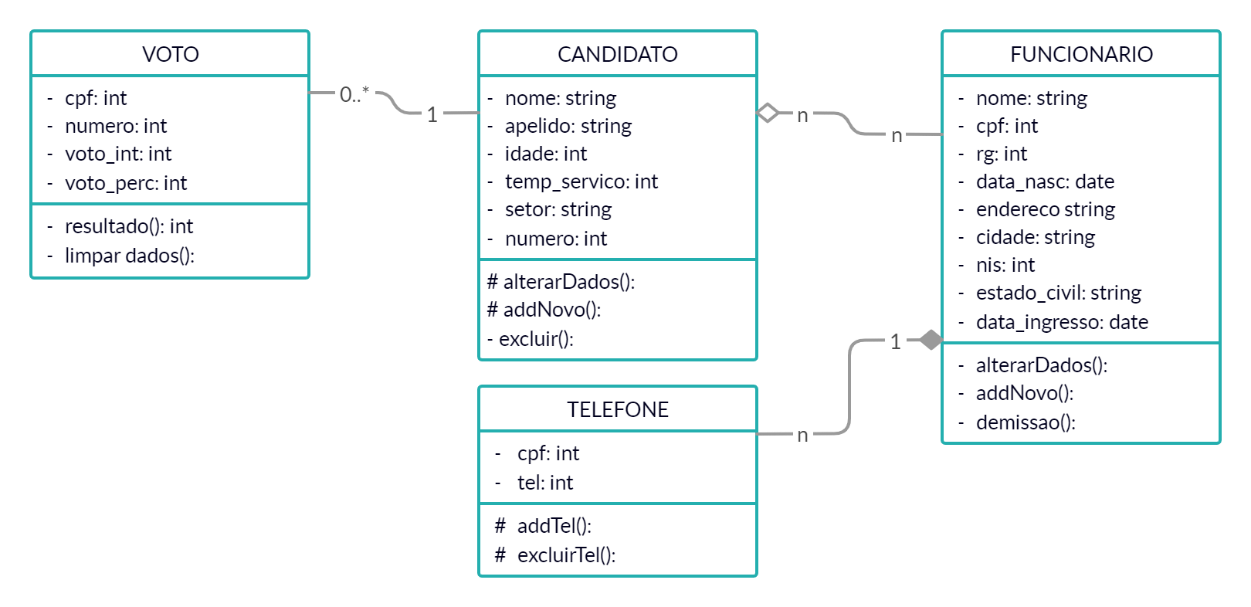 VOTO
- cpf: int
- numero: int
- voto_int: int
- voto_perc: int
- resultado(): int
- limpar dados():
0..*
1
CANDIDATO
- nome: string
- apelido: string
- idade: int
- temp_servico: int
- setor: string
- numero: int
# alterarDados():
# addNovo():
- excluir():
n
n
FUNCIONARIO
- nome: string
- cpf: int
- rg: int
- data_nasc: date
- endereco string
- cidade: string
- nis: int
- estado_civil: string
- data_ingresso: date
- alterarDados():
- addNovo():
- demissao():
1
n
TELEFONE
- cpf: int
- tel: int
# addTel():
# excluirTel():